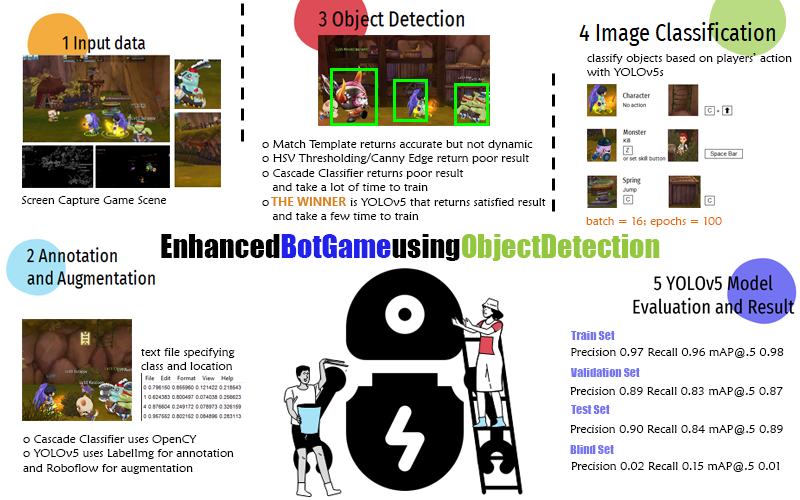 1 Input data
Screen Capture Game Scene
3 Object Detection
o Match Template returns accurate but not dynamic
o HSV Thresholding/Canny Edge return poor result
o Cascade Classifier returns poor result
and take a lot of time to train
o THE WINNER is YOLOv5 that returns satisfied result
and take a few time to train
4 Image Classification
classify objects based on players' action
with YOLOv5s
Character
No action
C +
Monster
Kill
Z
or set skill button
Space Bar
Spring
Jump
C
C
batch = 16; epochs = 100
EnhancedBotGameusingObjectDetection
2 Annotation
and Augmentation
text file specifying
class and location
File Edit Format View Help
0 0.796150 0.865960 0.121422 0.218543
1 0.624383 0.800497 0.074038 0.298623
4 0.876604 0.249172 0.078973 0.326159
0 0.957552 0.802152 0.084896 0.283113
o Cascade Classifier uses OpenCY
o YOLOv5 uses LabelImg for annotation
and Roboflow for augmentation
5 YOLOv5 Model
Evaluation and Result
Train Set
Precision 0.97 Recall 0.96 mAP@.5 0.98
Validation Set
Precision 0.89 Recall 0.83 mAP@.5 0.87
Test Set
Precision 0.90 Recall 0.84 mAP@.5 0.89
Blind Set
Precision 0.02 Recall 0.15 mAP@.5 0.01